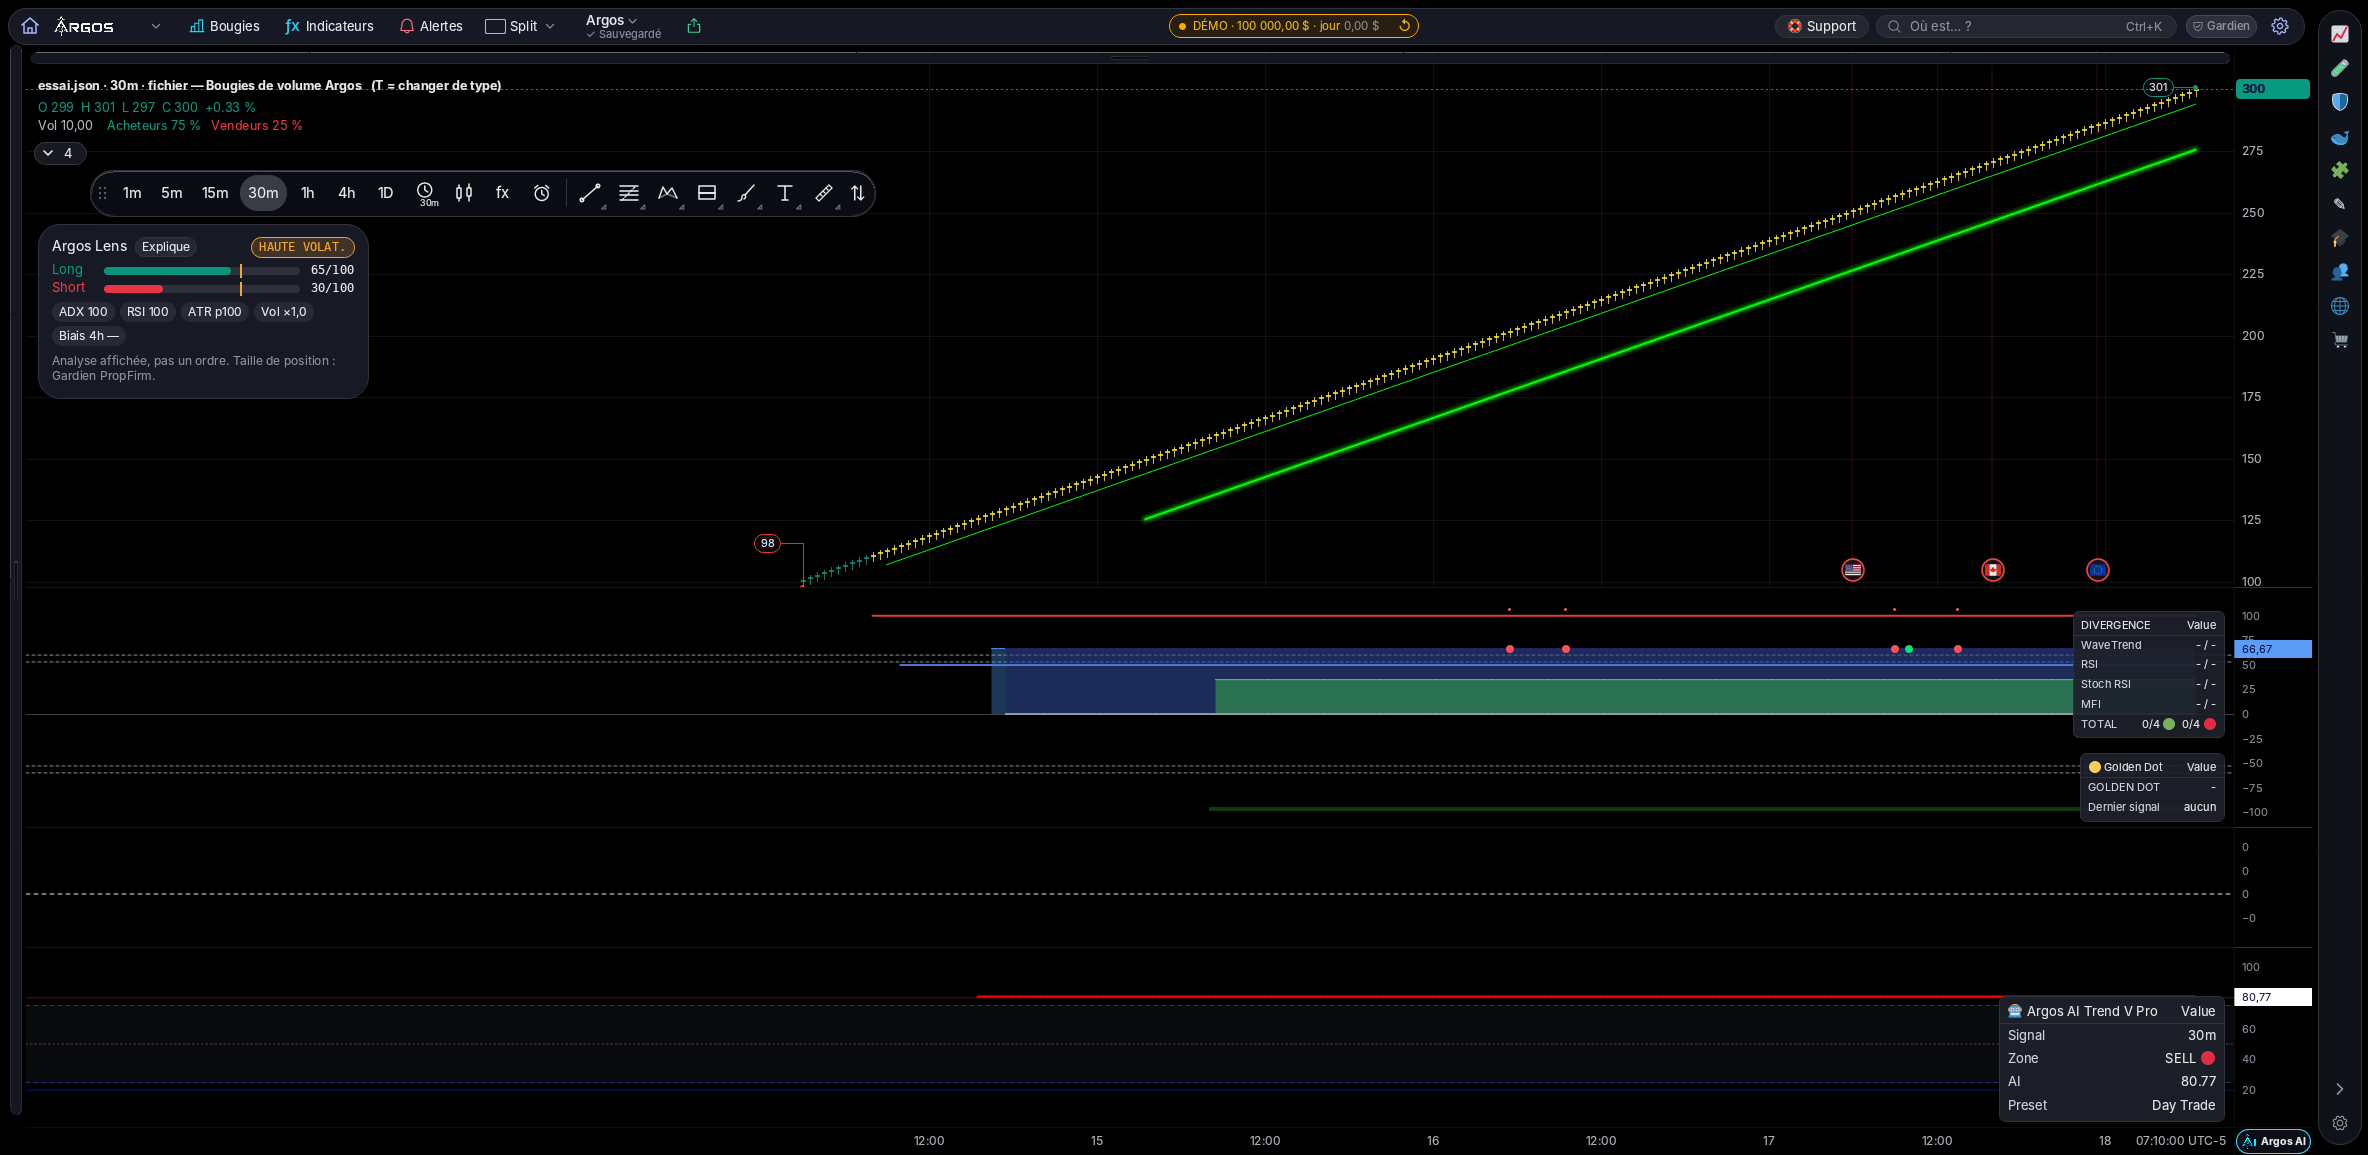 ARGOS
Bougies
fx Indicateurs
Alertes
Split
Argos
✓ Sauvegardé
DÉMO · 100 000,00 $ · jour 0,00 $
Support
Où est… ?
Ctrl+K
Gardien
essai.json · 30m · fichier — Bougies de volume Argos (T = changer de type)
O 299 H 301 L 297 C 300 +0.33 %
Vol 10,00 Acheteurs 75 % Vendeurs 25 %
4
1m 5m 15m 30m 1h 4h 1D 30m fx T
Argos Lens Explique HAUTE VOLAT.
Long 65/100
Short 30/100
ADX 100 RSI 100 ATR p100 Vol ×1,0
Biais 4h —
Analyse affichée, pas un ordre. Taille de position :
Gardien PropFirm.
301
98
300
275
250
225
200
175
150
125
100
100
66,67
50
25
0
−25
−50
−75
−100
DIVERGENCE Value
WaveTrend - / -
RSI - / -
Stoch RSI - / -
MFI - / -
TOTAL 0/4 0/4
Golden Dot Value
GOLDEN DOT -
Dernier signal aucun
0
0
0
−0
100
80,77
60
40
20
Argos AI Trend V Pro Value
Signal 30m
Zone SELL
AI 80.77
Preset Day Trade
12:00 15 12:00 16 12:00 17 12:00 18 07:10:00 UTC-5
Argos AI